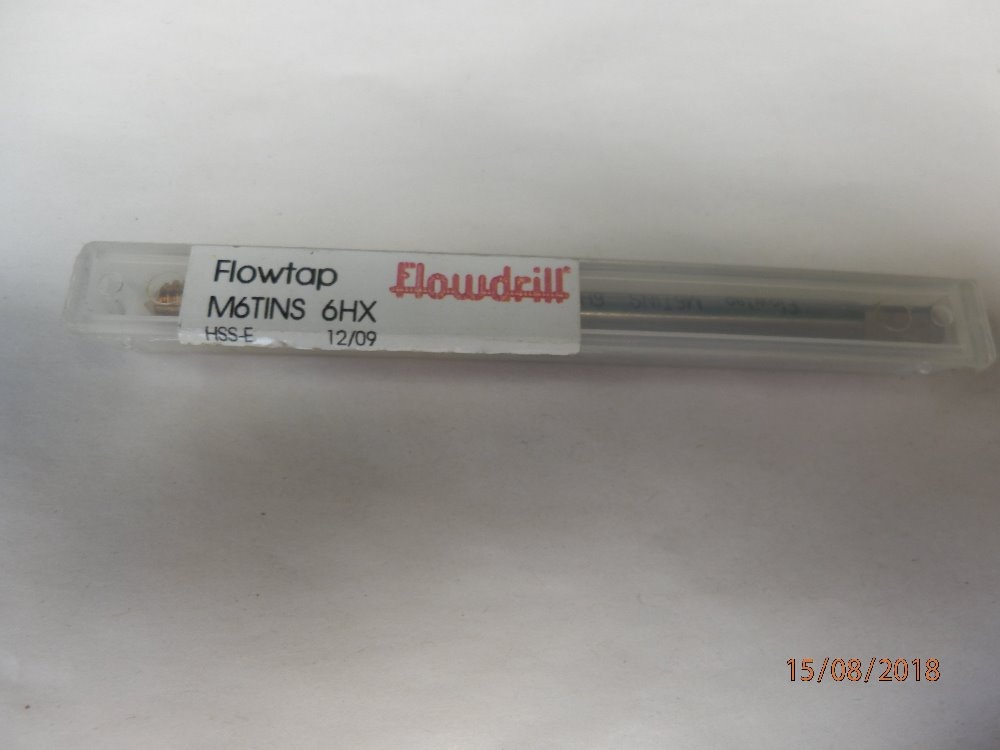 Flowtap
Flowdrill®
M6TINS 6HX
HSS-E 12/09
15/08/2018